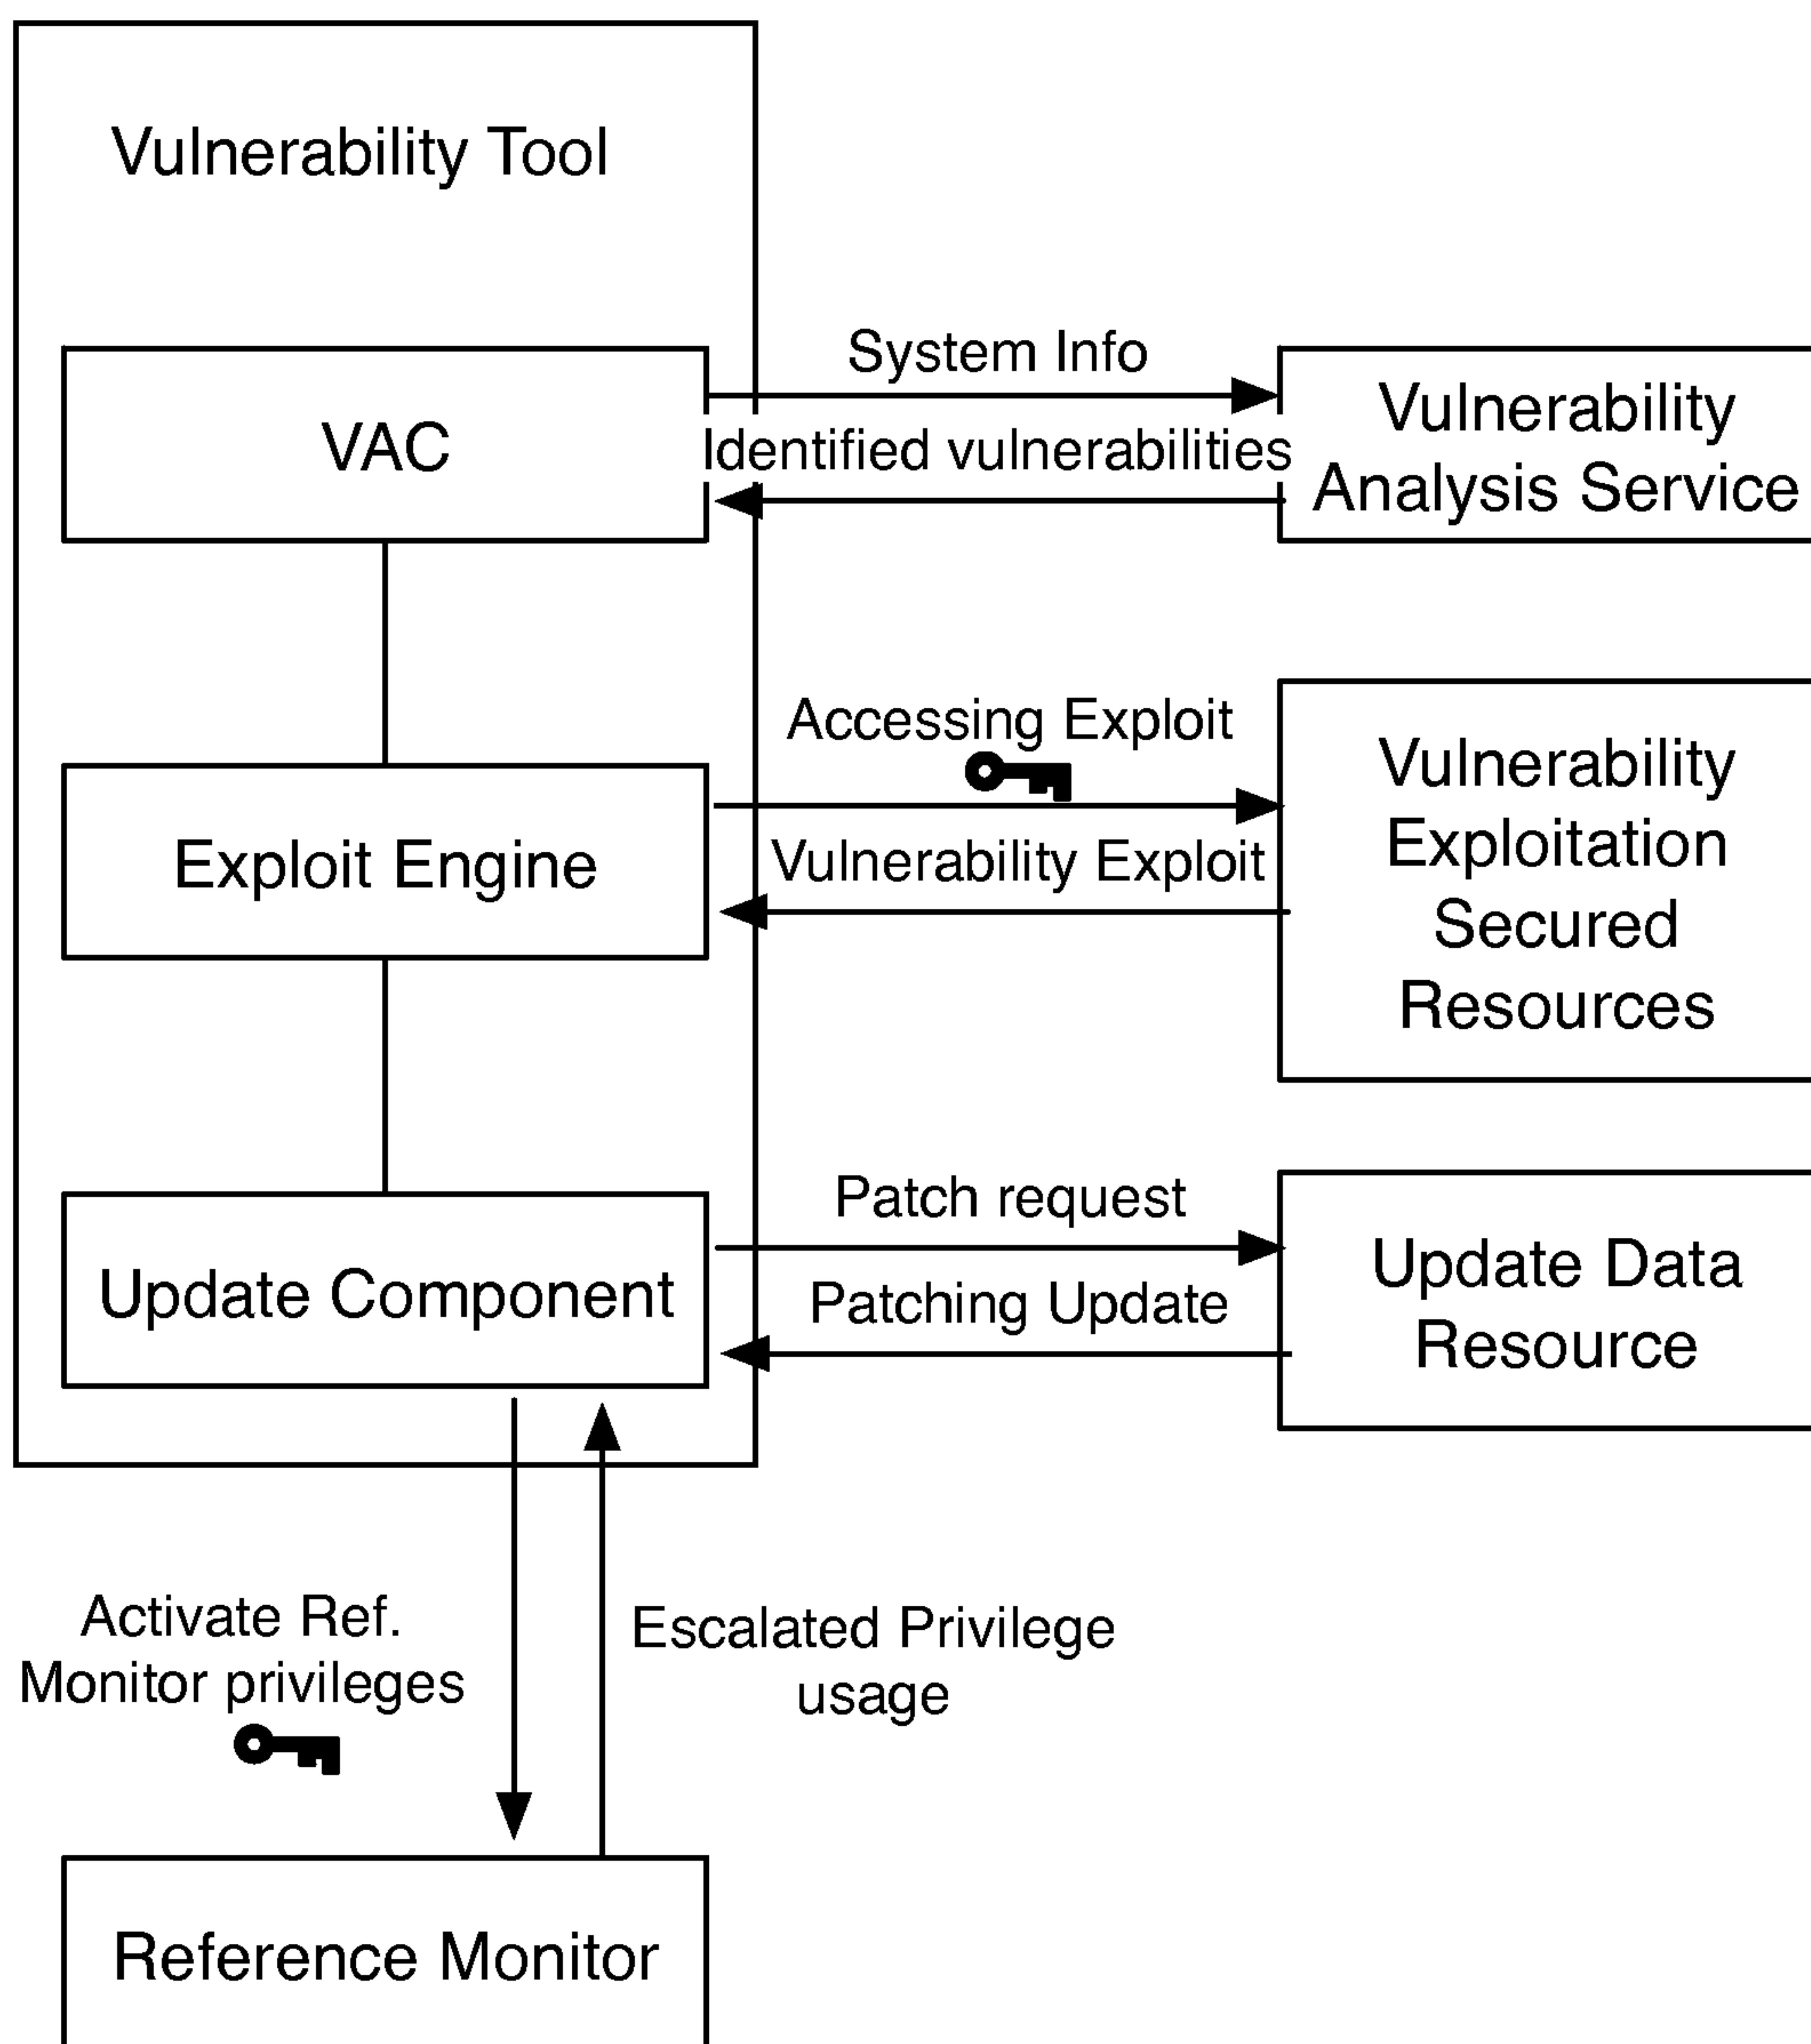 Vulnerability Tool
System Info
VAC
Identified vulnerabilities
Vulnerability
Analysis Service
Accessing Exploit
Exploit Engine
Vulnerability Exploit
Vulnerability
Exploitation
Secured
Resources
Patch request
Update Component
Patching Update
Update Data
Resource
Activate Ref.
Monitor privileges
Escalated Privilege
usage
Reference Monitor